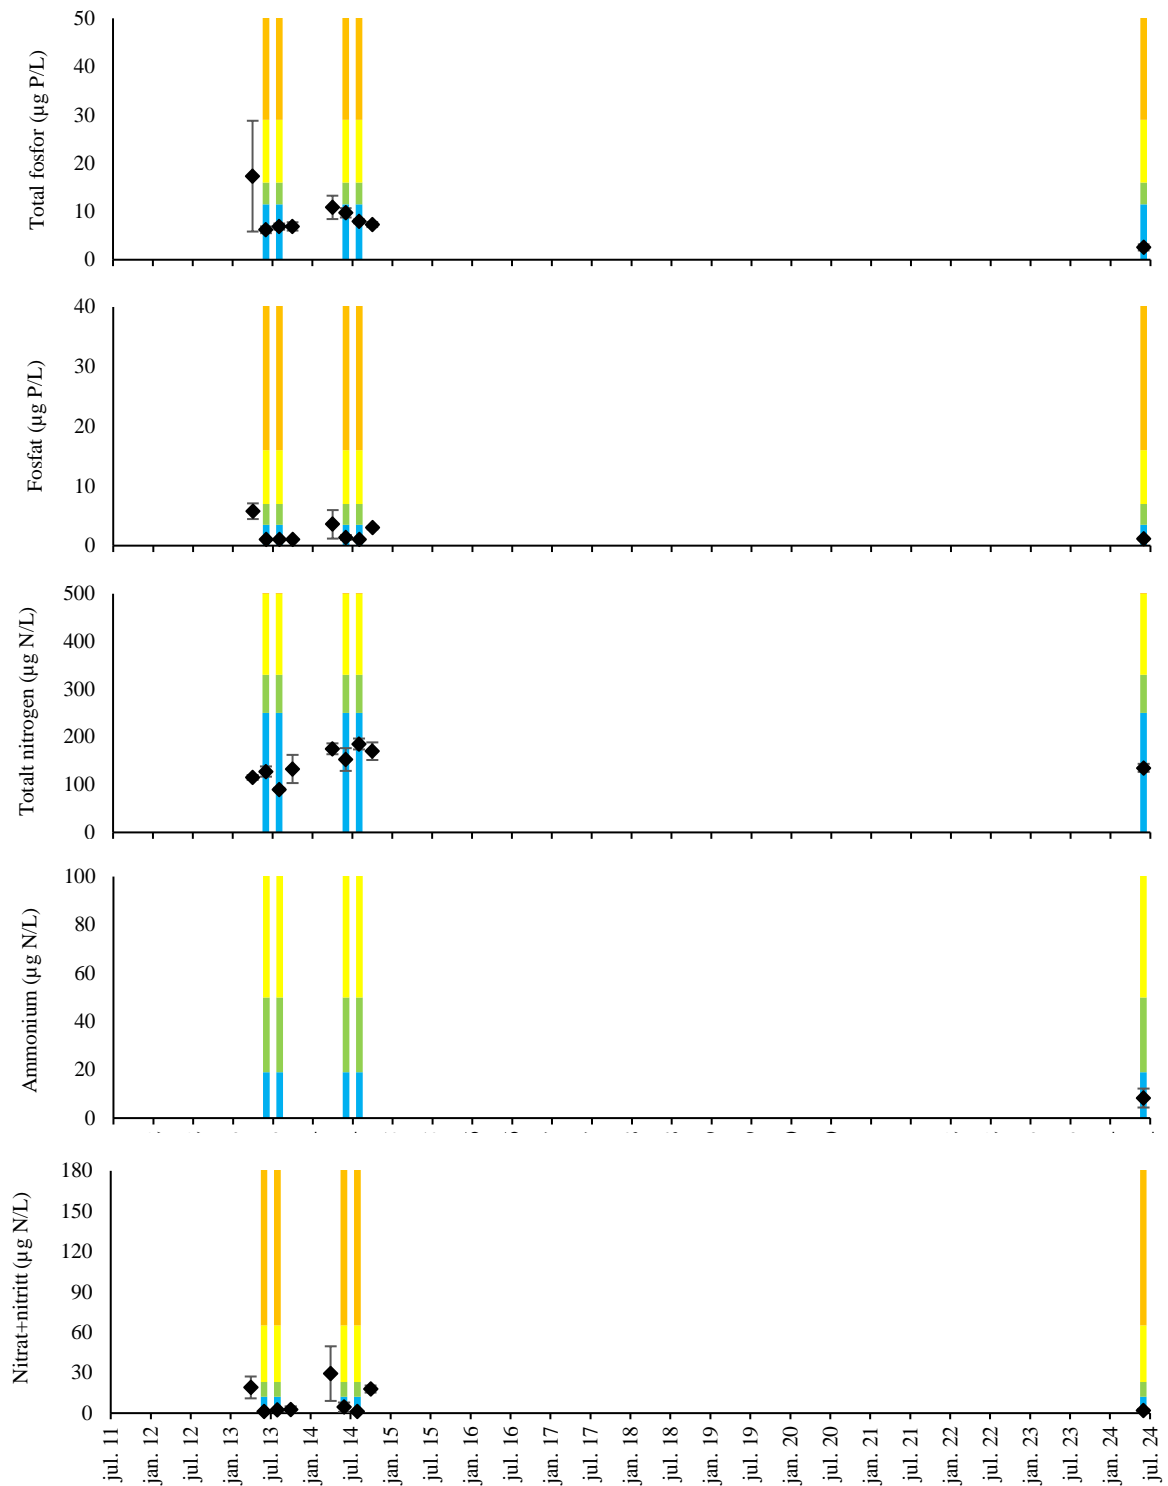 Total fosfor (µg P/L)
50
40
30
20
10
0
Fosfat (µg P/L)
40
30
20
10
0
Totalt nitrogen (µg N/L)
500
400
300
200
100
0
Ammonium (µg N/L)
100
80
60
40
20
0
Nitrat+nitritt (µg N/L)
180
150
120
90
60
30
0
jul. 11
jan. 12
jul. 12
jan. 13
jul. 13
jan. 14
jul. 14
jan. 15
jul. 15
jan. 16
jul. 16
jan. 17
jul. 17
jan. 18
jul. 18
jan. 19
jul. 19
jan. 20
jul. 20
jan. 21
jul. 21
jan. 22
jul. 22
jan. 23
jul. 23
jan. 24
jul. 24